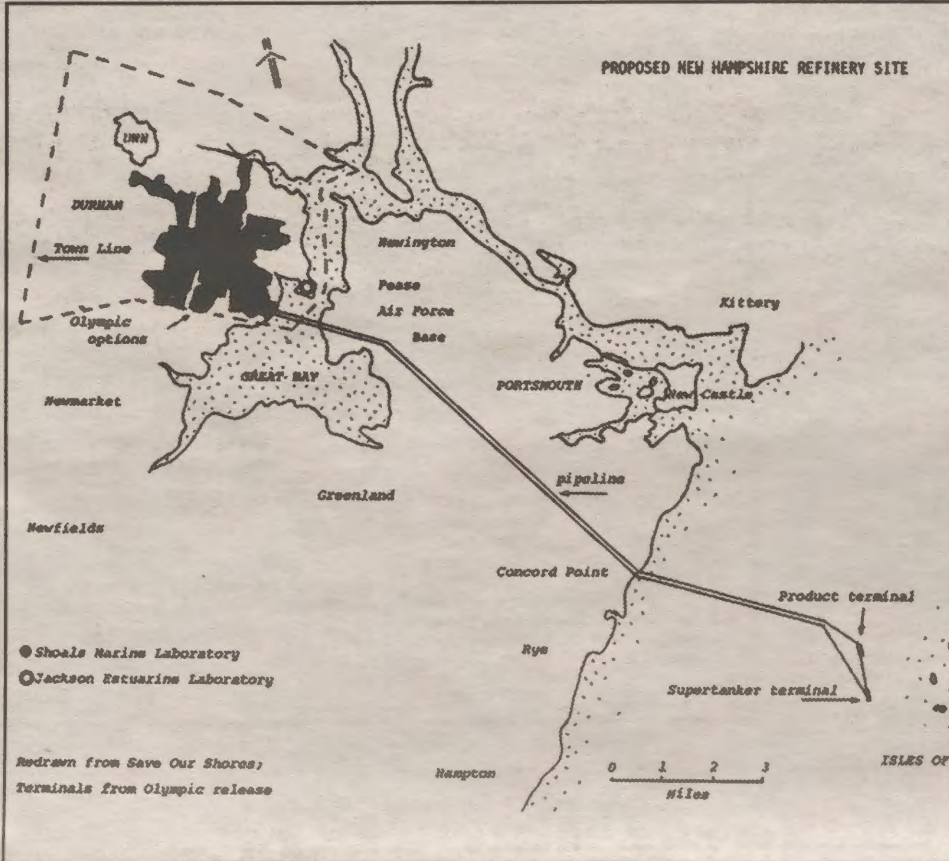 N
PROPOSED NEW HAMPSHIRE REFINERY SITE
UNH
DURHAM
Town Line
Newington
Pease
Air Force
Base
Kittery
Olympic
options
GREAT BAY
PORTSMOUTH
New Castle
Newmarket
pipeline
Greenland
Newfields
Concord Point
Product terminal
Rye
Shoals Marine Laboratory
Jackson Estuarine Laboratory
Supertanker terminal
ISLES OF
Redrawn from Save Our Shores;
Terminals from Olympic release
Hampton
0 1 2 3
Miles